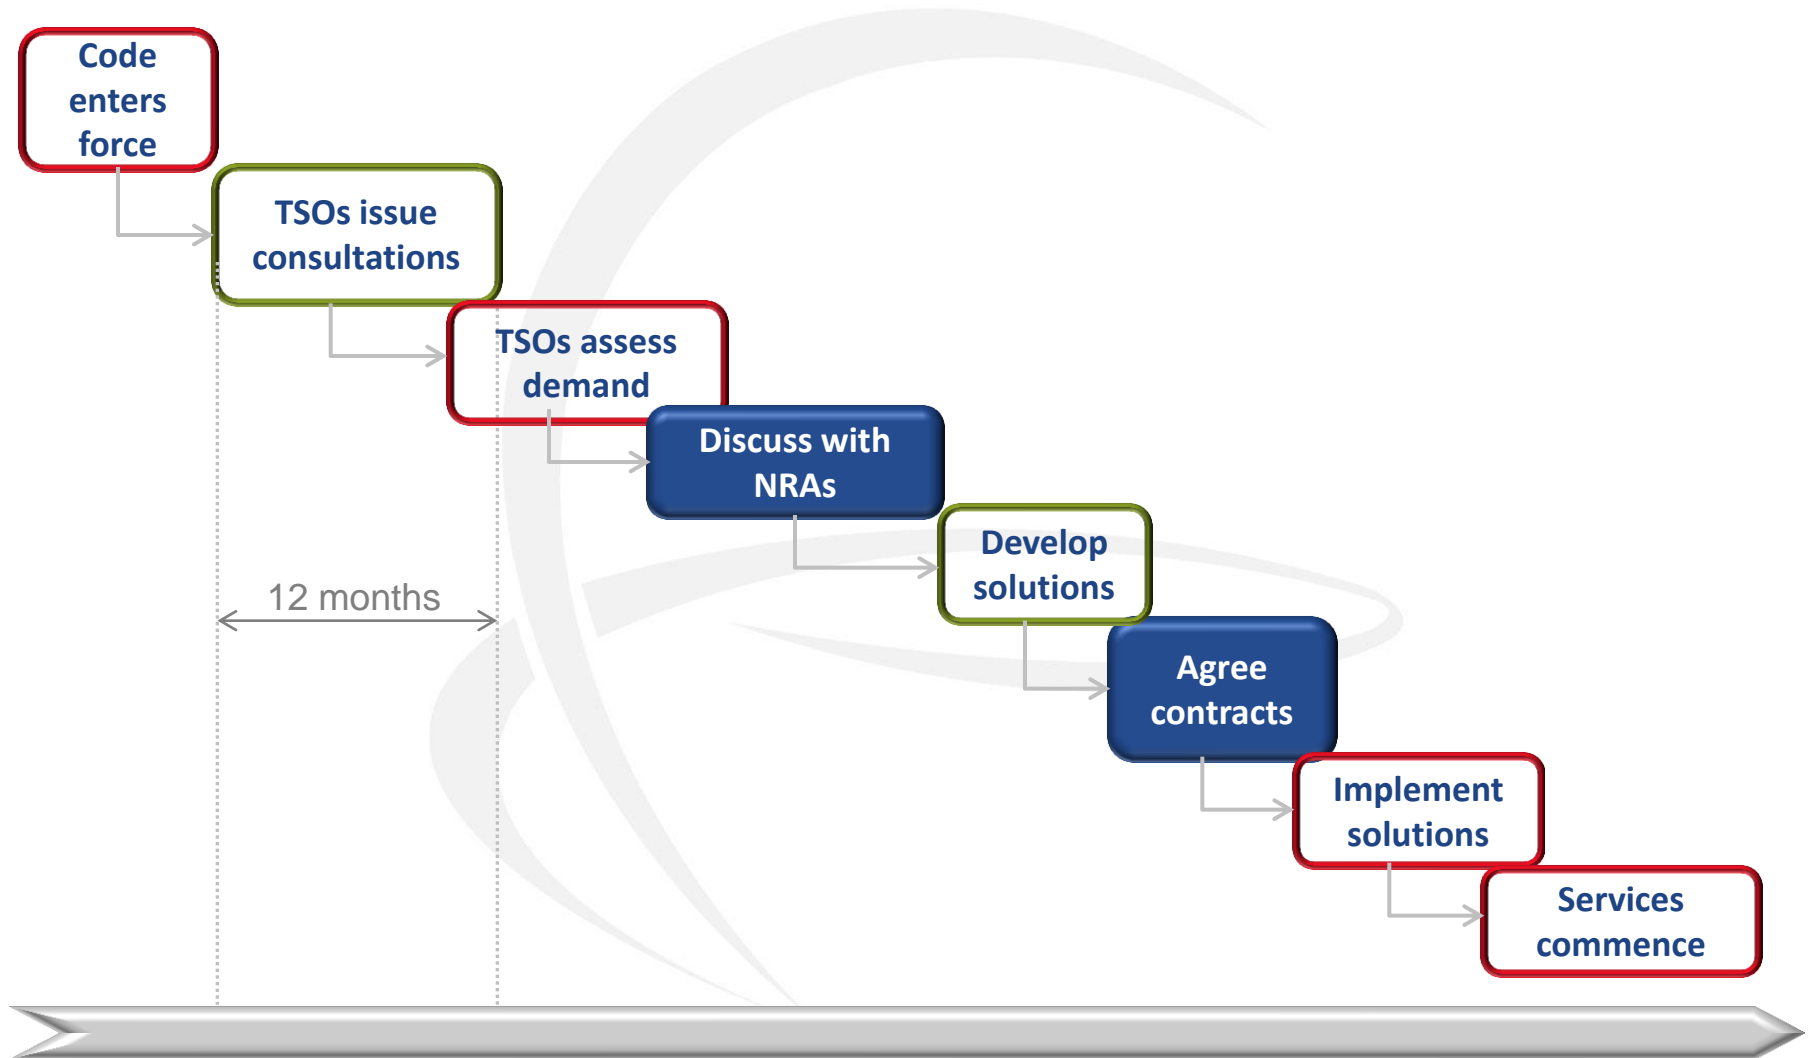 Code
enters
force
TSOs issue
consultations
TSOs assess
demand
Discuss with
NRAs
Develop
solutions
12 months
Agree
contracts
Implement
solutions
Services
commence